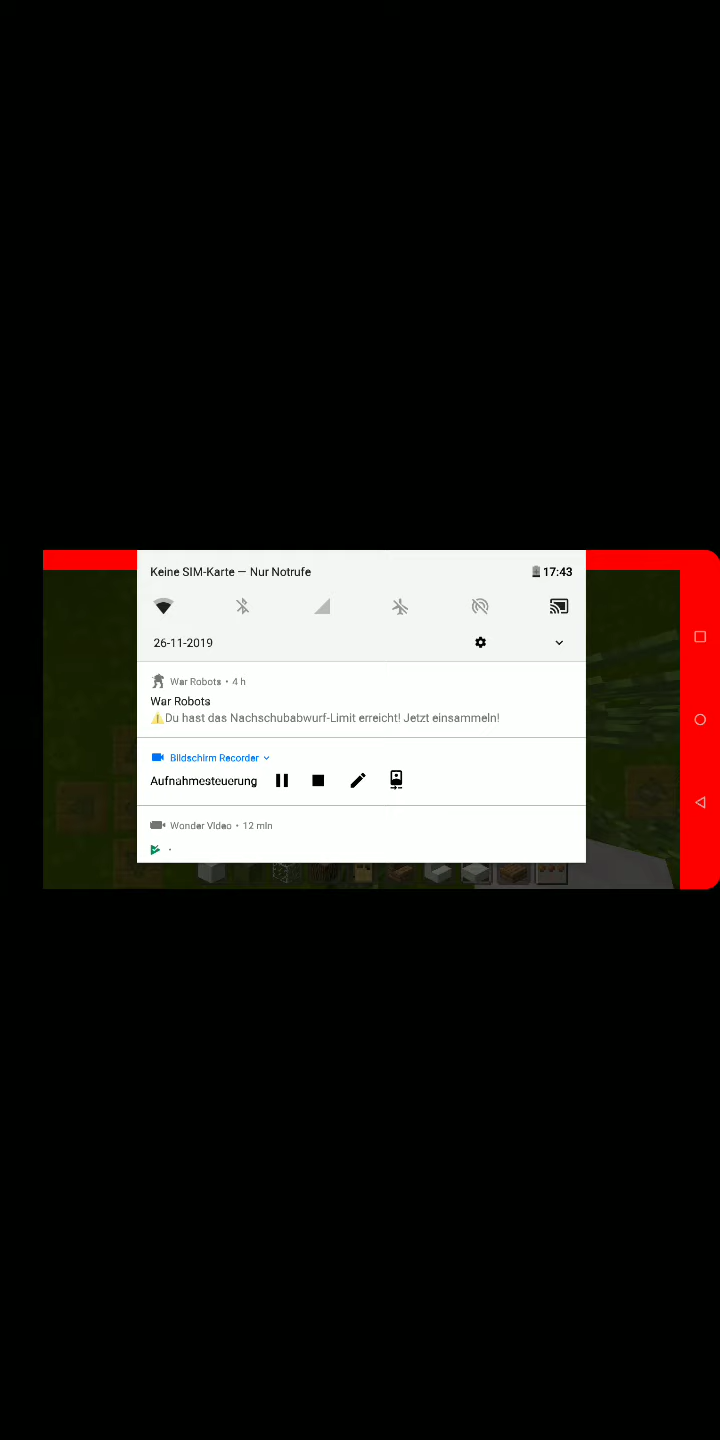 Keine SIM-Karte — Nur Notrufe 17:43
26-11-2019
War Robots • 4 h
War Robots
⚠️Du hast das Nachschubabwurf-Limit erreicht! Jetzt einsammeln!
Bildschirm Recorder
Aufnahmesteuerung
Wonder Video • 12 min